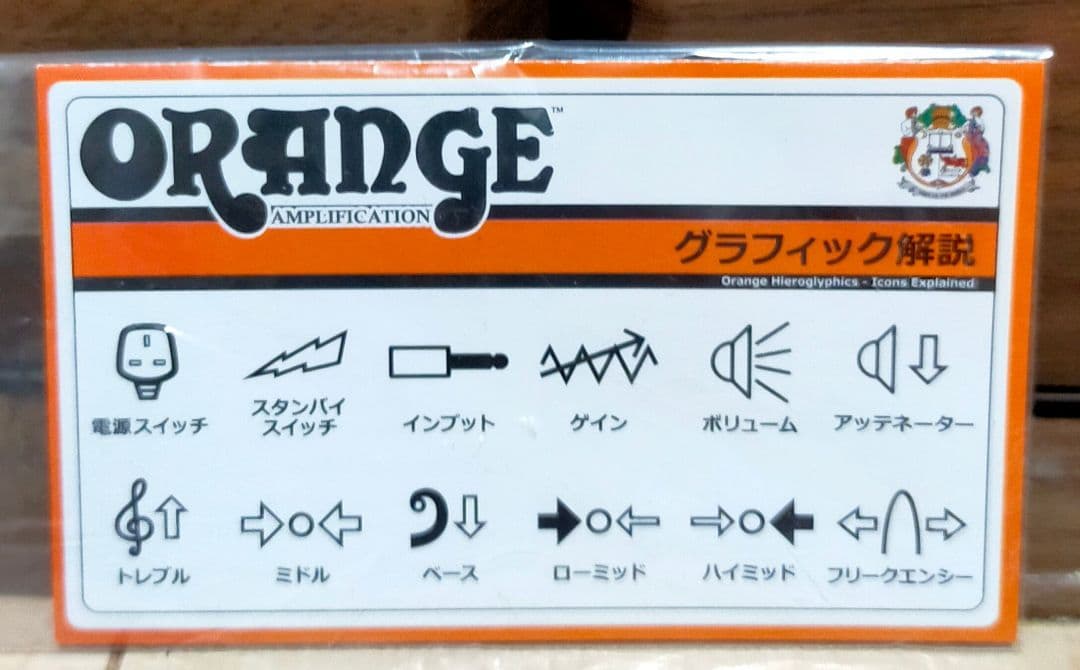 ORANGE™
AMPLIFICATION
グラフィック解説
Orange Hieroglyphics - Icons Explained
電源スイッチ
スタンバイ
スイッチ
インプット
ゲイン
ボリューム
アッテネーター
トレブル
ミドル
ベース
ローミッド
ハイミッド
フリークエンシー